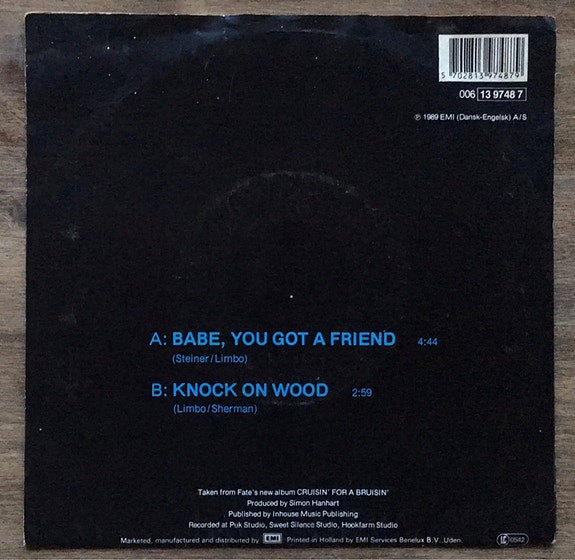 5 702813 974879
006 13 9748 7
℗ 1989 EMI (Dansk-Engelsk) A/S
A: BABE, YOU GOT A FRIEND 4:44
(Steiner/Limbo)
B: KNOCK ON WOOD 2:59
(Limbo/Sherman)
Taken from Fate's new album CRUISIN' FOR A BRUISIN'
Produced by Simon Hanhart
Published by Inhouse Music Publishing
Recorded at Puk Studio, Sweet Silence Studio, Hookfarm Studio
Marketed, manufactured and distributed by EMI Printed in Holland by EMI Services Benelux B.V., Uden.
LC 0542